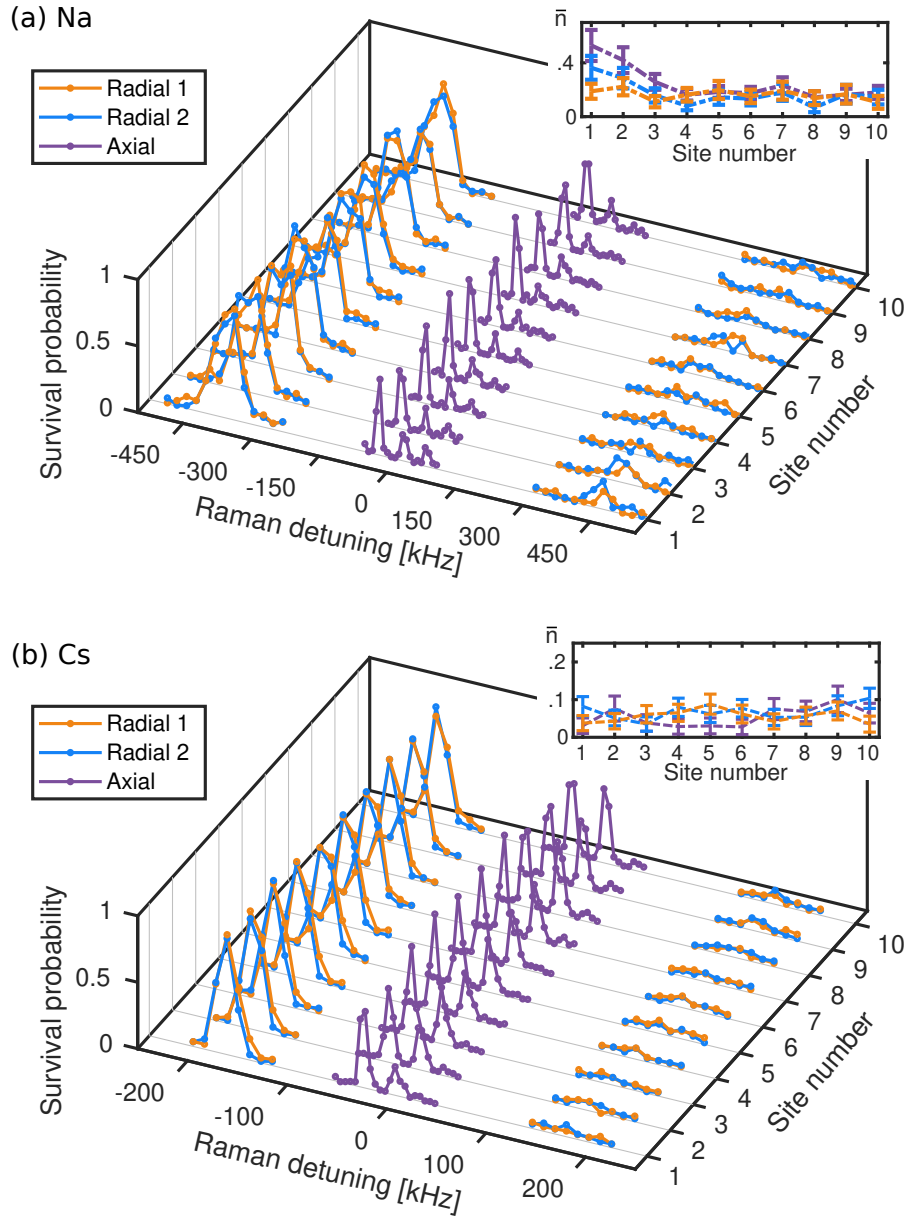 (a) Na
Radial 1
Radial 2
Axial
n̄
.4
0
1 2 3 4 5 6 7 8 9 10
Site number
Survival probability
1
0.5
0
-450
-300
-150
0
150
300
450
Raman detuning [kHz]
1
2
3
4
5
6
7
8
9
10
Site number
(b) Cs
Radial 1
Radial 2
Axial
n̄
.2
.1
0
1 2 3 4 5 6 7 8 9 10
Site number
Survival probability
1
0.5
0
-200
-100
0
100
200
Raman detuning [kHz]
1
2
3
4
5
6
7
8
9
10
Site number